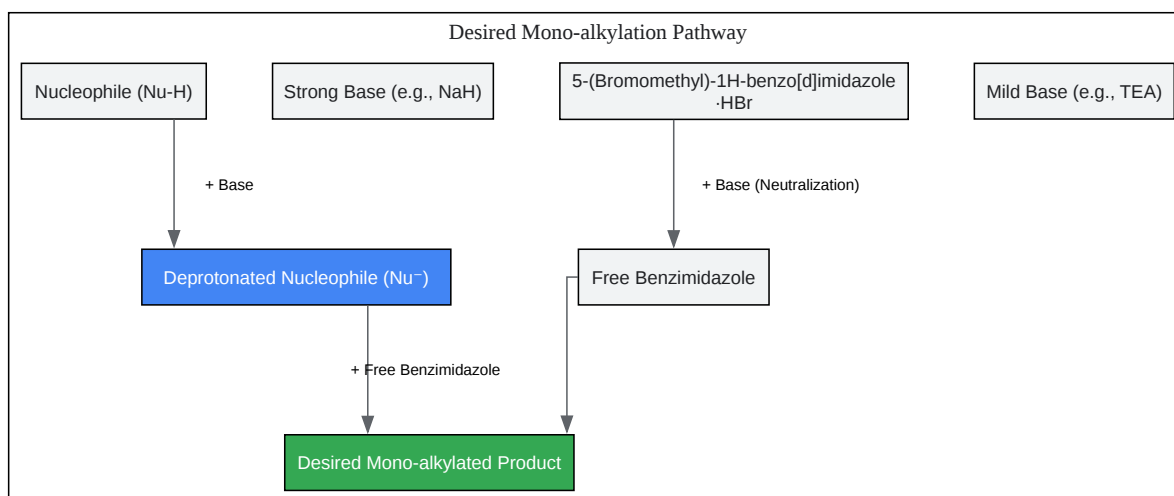 Desired Mono-alkylation Pathway
Nucleophile (Nu-H)
Strong Base (e.g., NaH)
5-(Bromomethyl)-1H-benzo[d]imidazole
·HBr
Mild Base (e.g., TEA)
+ Base
+ Base (Neutralization)
Deprotonated Nucleophile (Nu⁻)
Free Benzimidazole
+ Free Benzimidazole
Desired Mono-alkylated Product